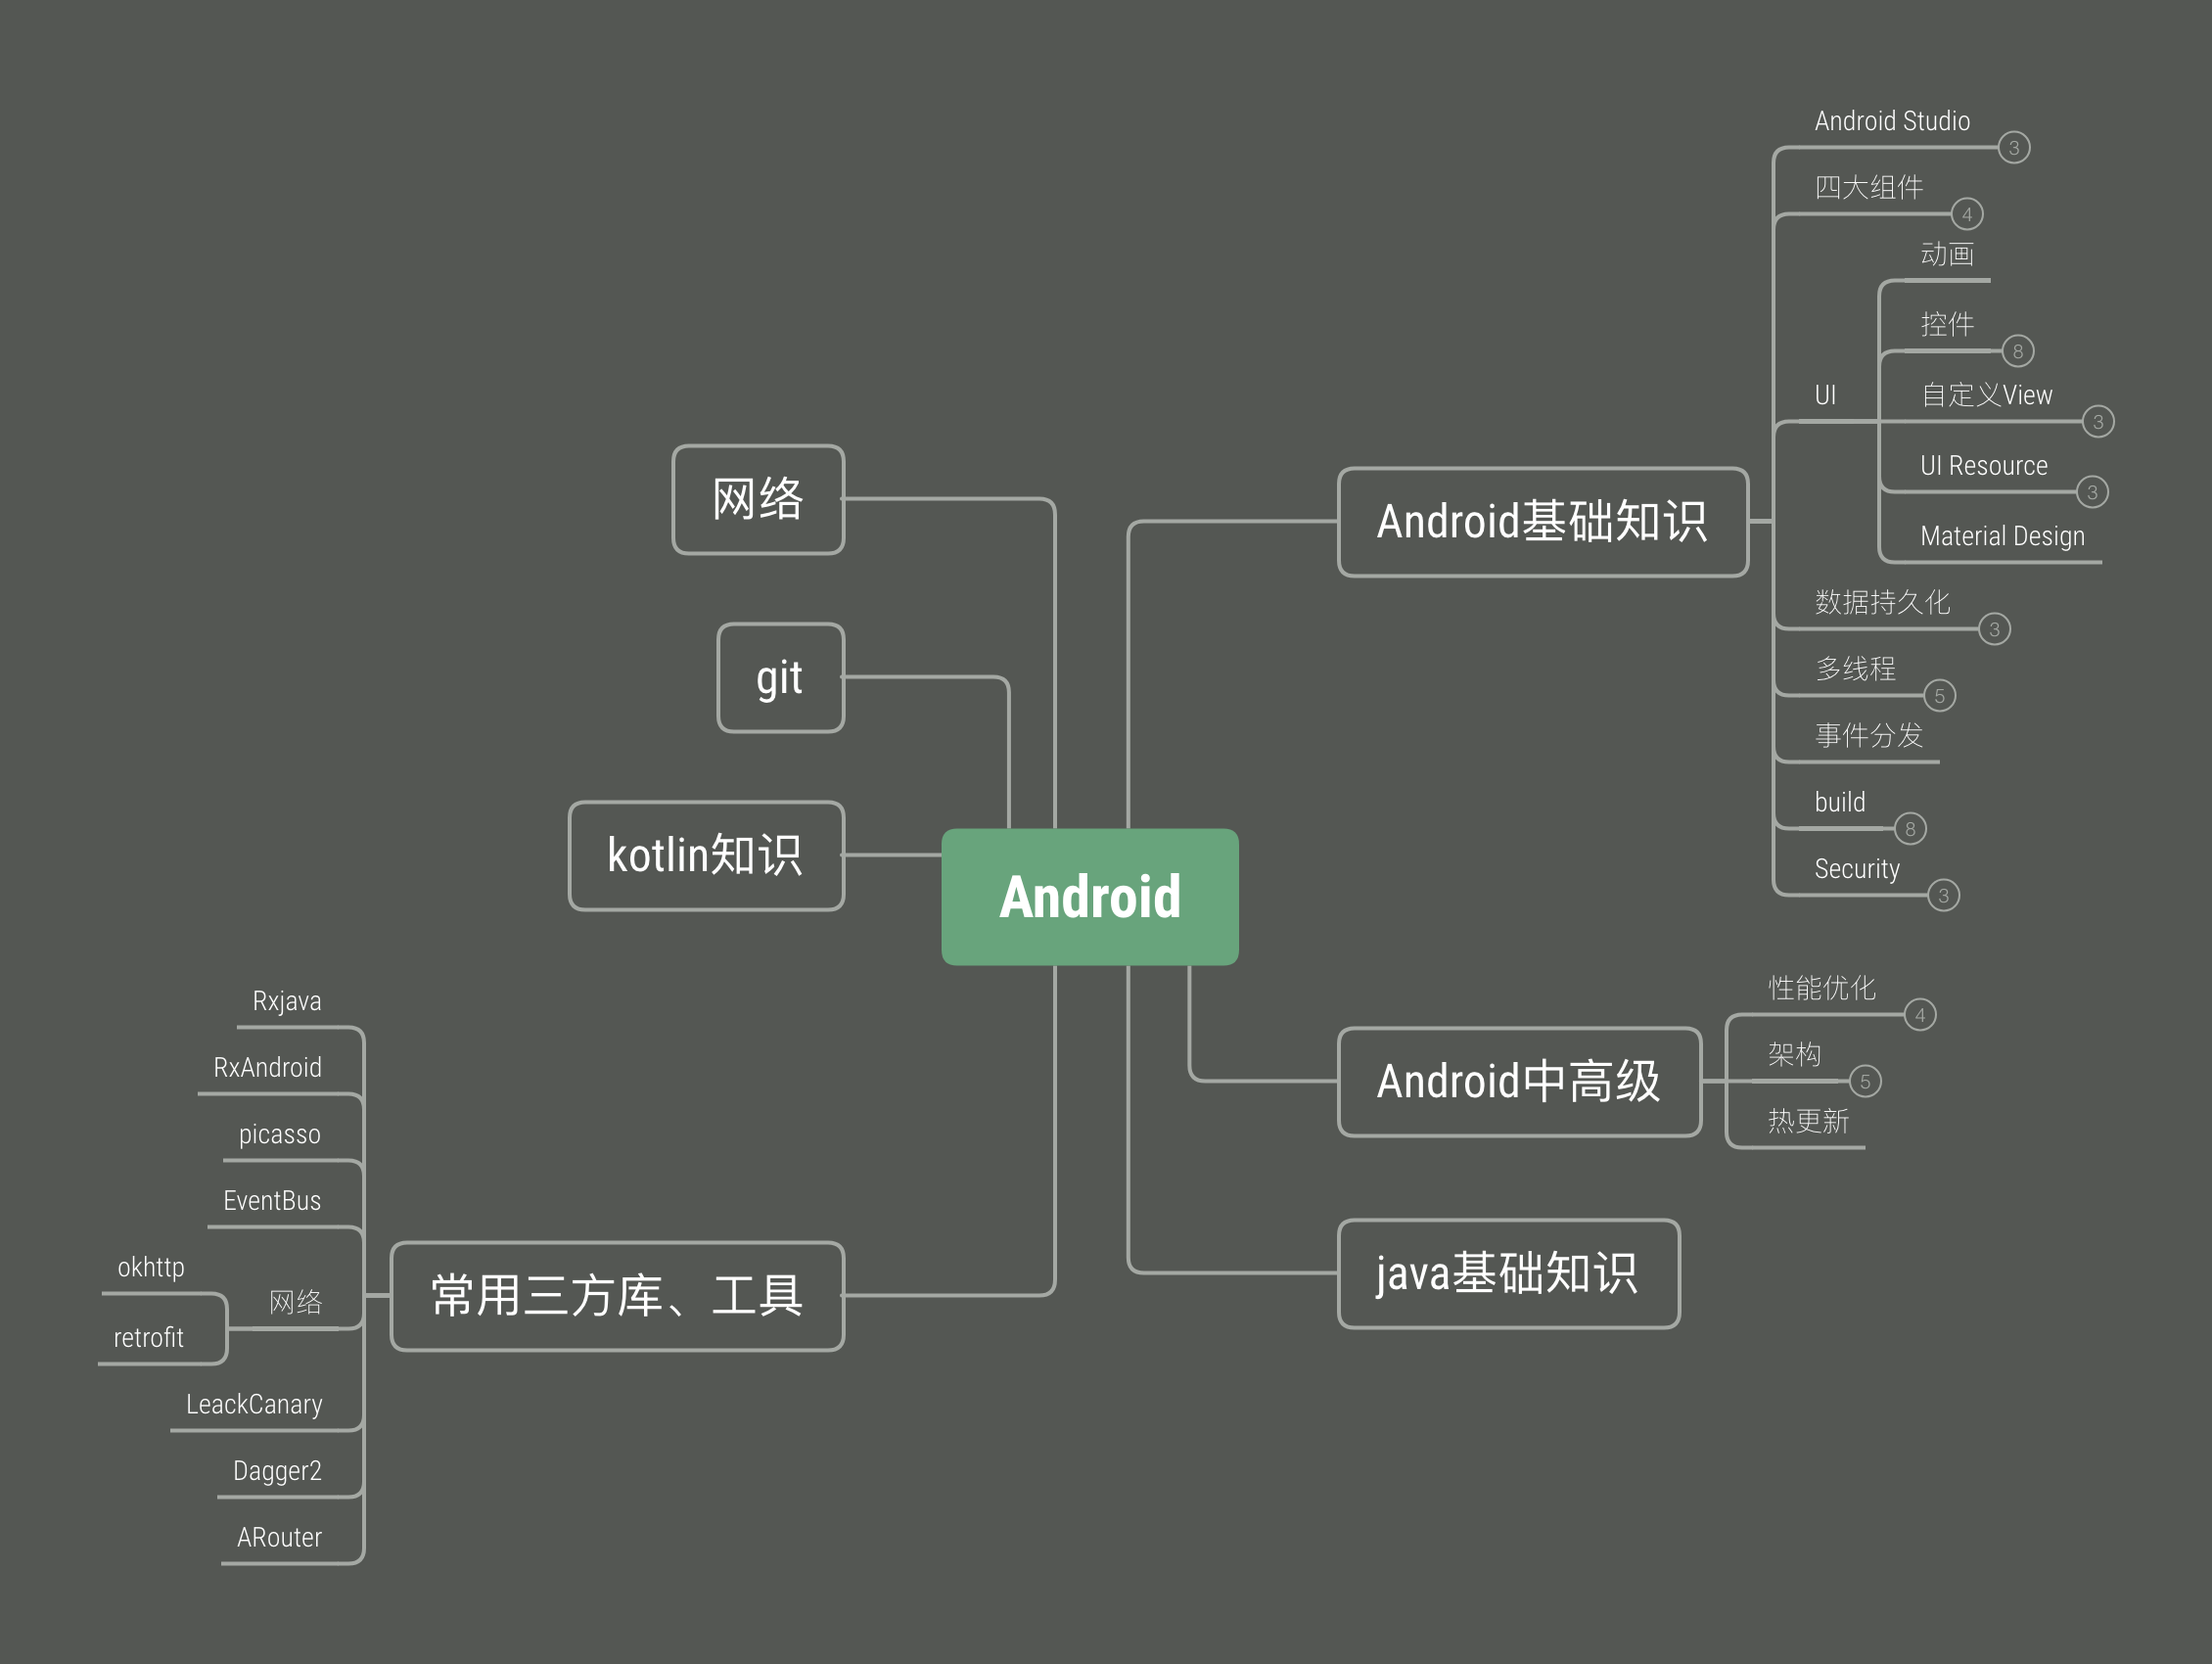 Android
Android基础知识
Android Studio
3
四大组件
4
UI
动画
控件
8
自定义View
3
UI Resource
3
Material Design
数据持久化
3
多线程
5
事件分发
build
8
Security
3
Android中高级
性能优化
4
架构
5
热更新
java基础知识
网络
git
kotlin知识
常用三方库、工具
Rxjava
RxAndroid
picasso
EventBus
网络
okhttp
retrofit
LeackCanary
Dagger2
ARouter